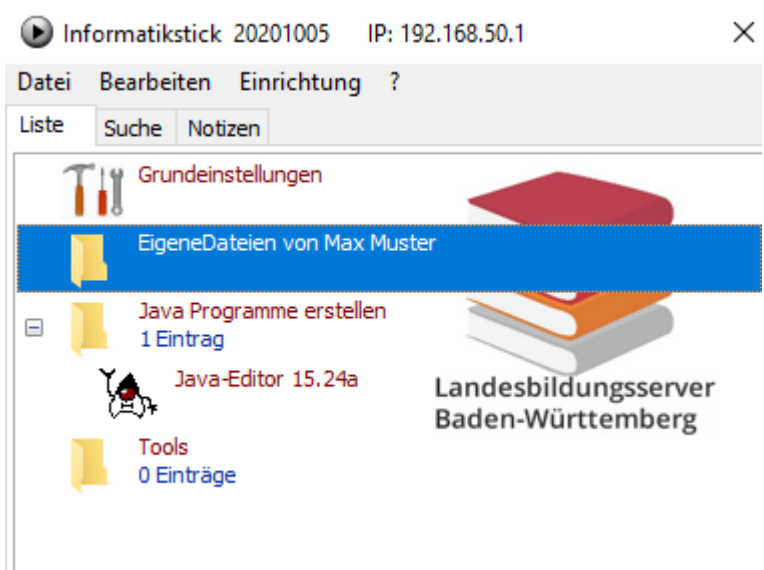 Informatikstick 20201005 IP: 192.168.50.1
Datei Bearbeiten Einrichtung ?
Liste Suche Notizen
Grundeinstellungen
EigeneDateien von Max Muster
Java Programme erstellen
1 Eintrag
Java-Editor 15.24a
Landesbildungsserver
Baden-Württemberg
Tools
0 Einträge